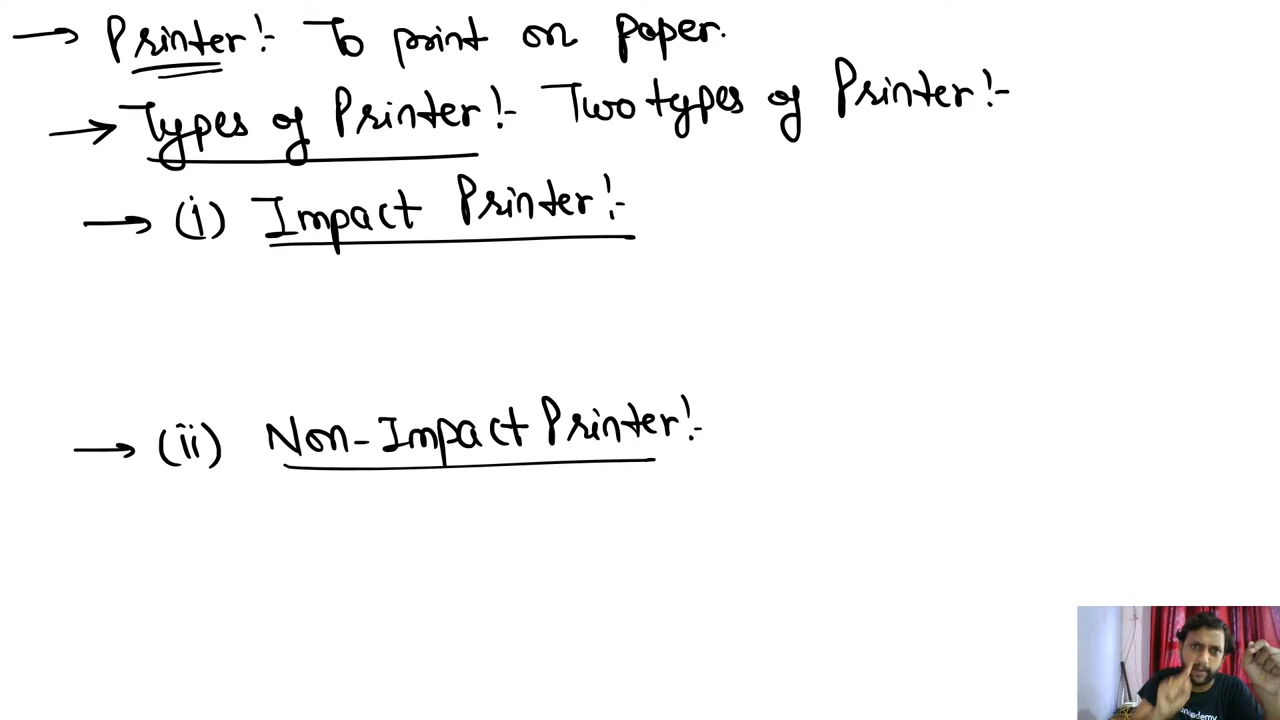 → Printer:- To print on paper.
→ Types of Printer:- Two types of Printer:-
→ (i) Impact Printer:-
→ (ii) Non-Impact Printer:-